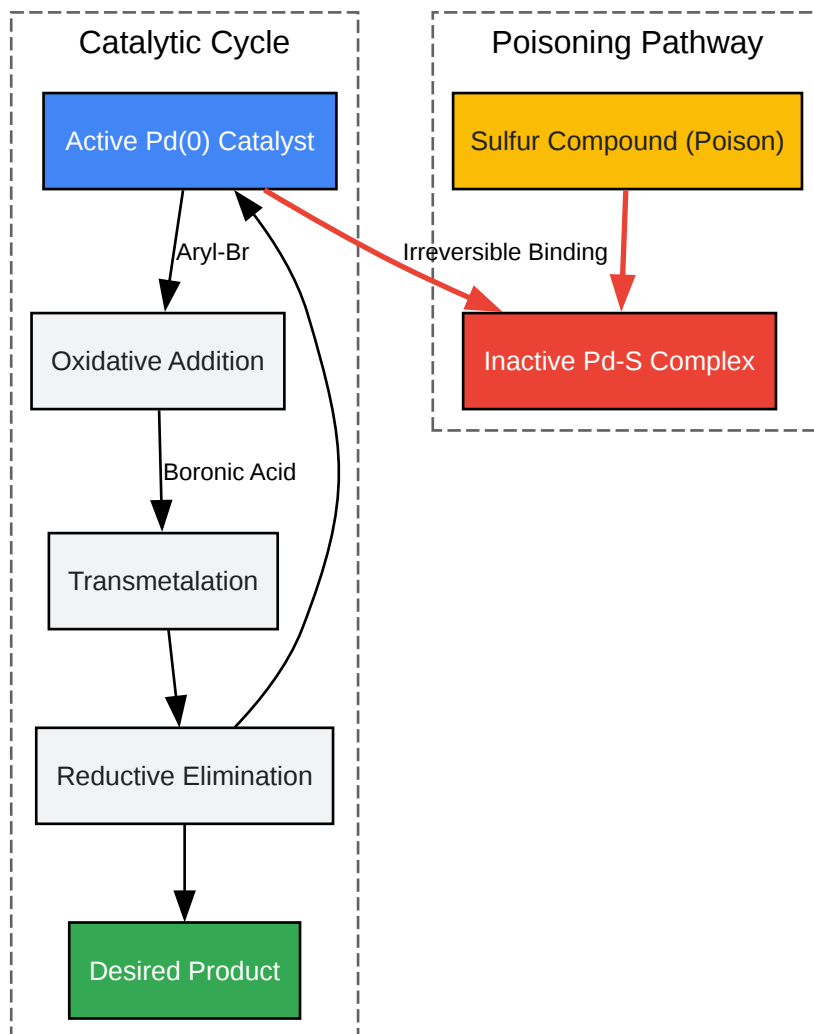 Catalytic Cycle
Active Pd(0) Catalyst
Aryl-Br
Oxidative Addition
Boronic Acid
Transmetalation
Reductive Elimination
Desired Product
Poisoning Pathway
Sulfur Compound (Poison)
Irreversible Binding
Inactive Pd-S Complex